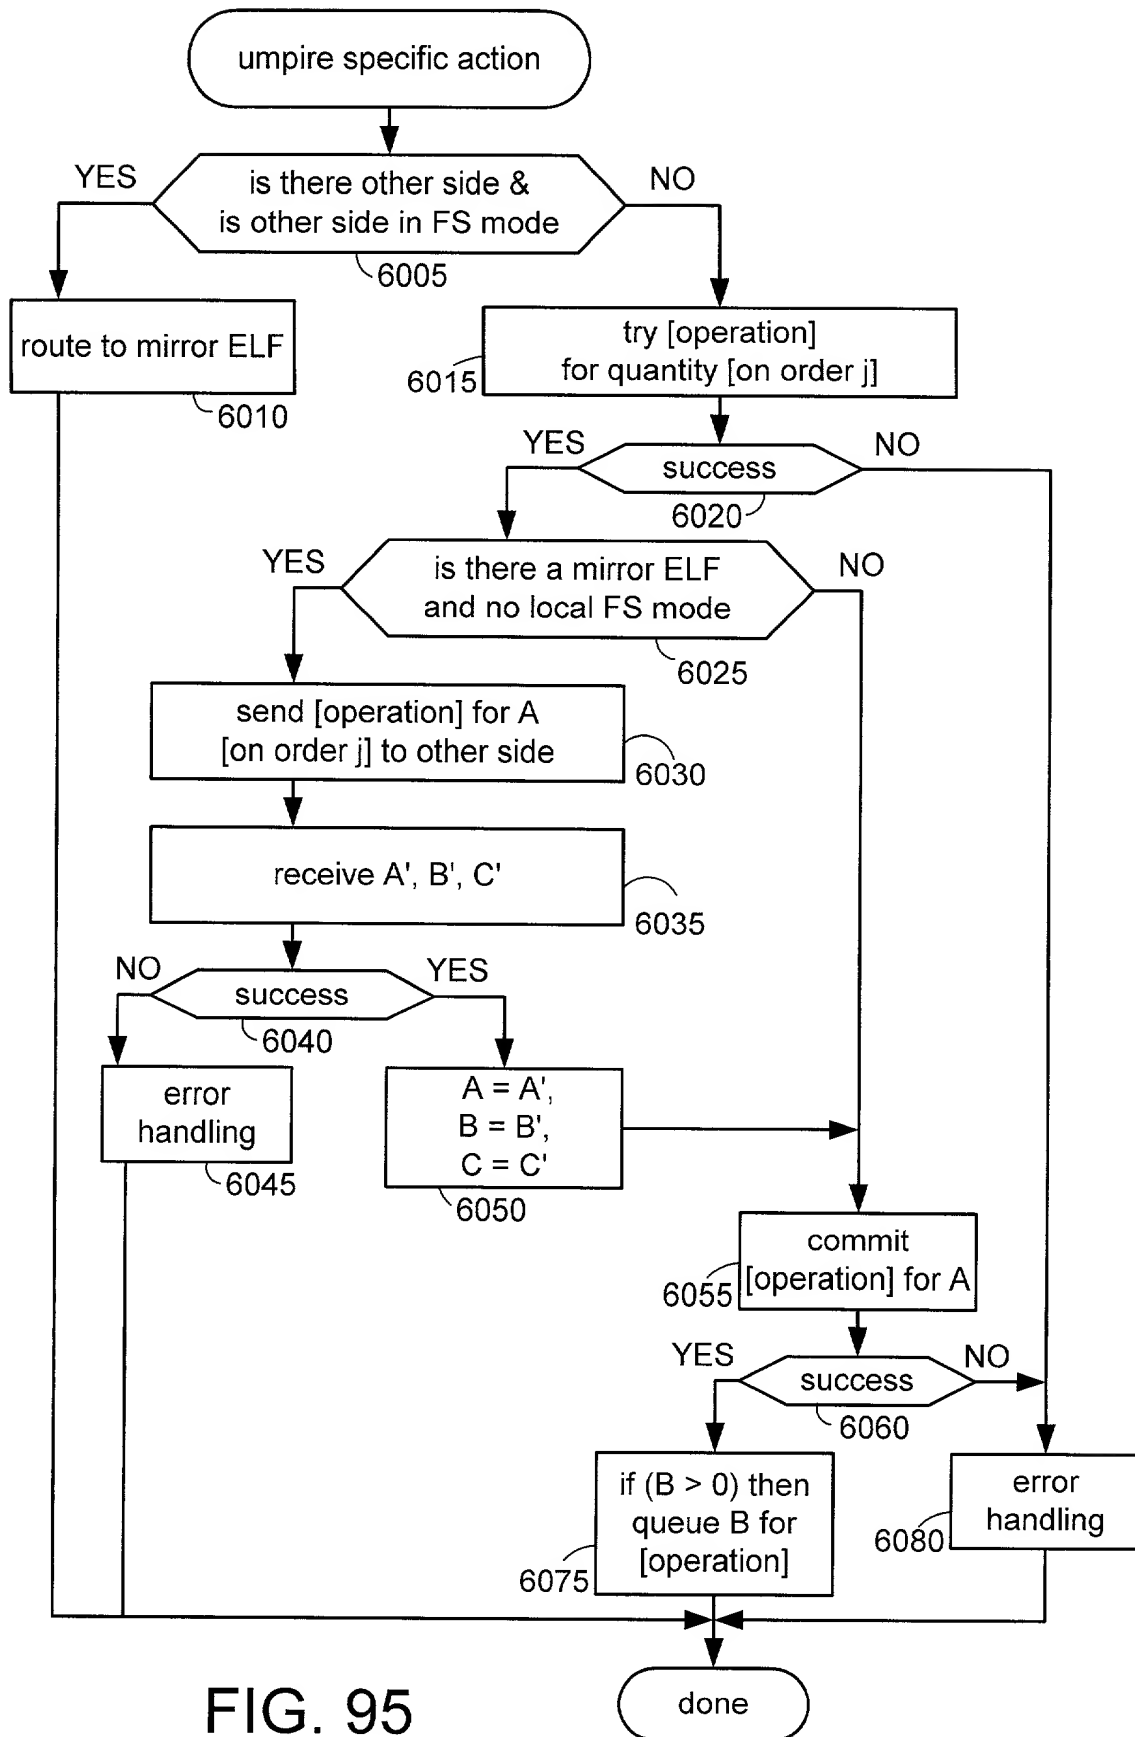 umpire specific action
YES
is there other side &
is other side in FS mode
NO
6005
route to mirror ELF
6010
try [operation]
for quantity [on order j]
6015
YES
success
NO
6020
YES
is there a mirror ELF
and no local FS mode
NO
6025
send [operation] for A
[on order j] to other side
6030
receive A', B', C'
6035
NO
success
YES
6040
error
handling
6045
A = A',
B = B',
C = C'
6050
commit
[operation] for A
6055
YES
success
NO
6060
if (B > 0) then
queue B for
[operation]
6075
error
handling
6080
done
FIG. 95